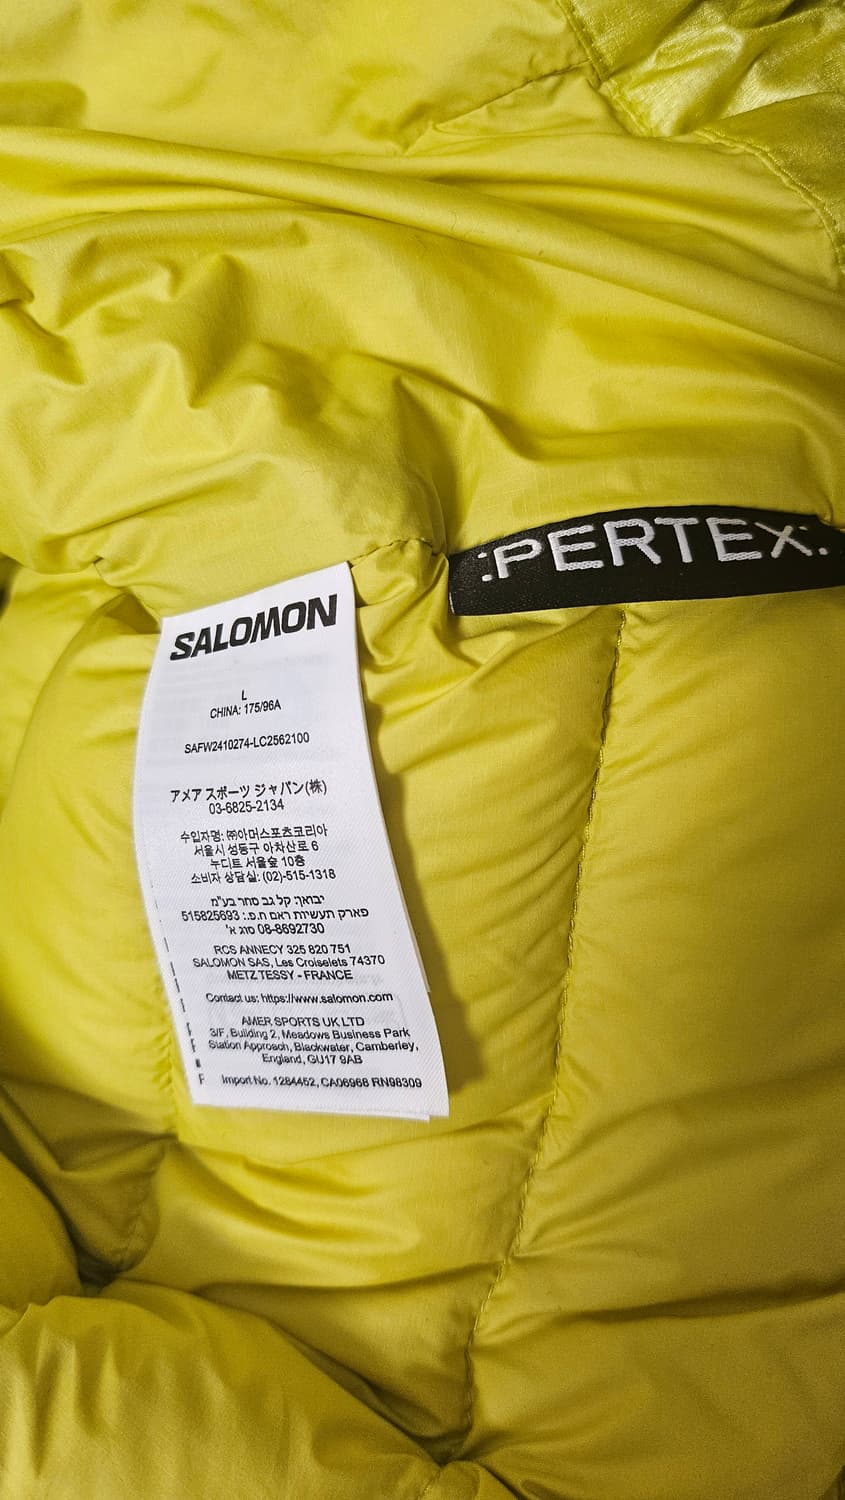 :PERTEX:
SALOMON
L
CHINA: 175/96A
SAFW2410274-LC2562100
アメア スポーツ ジャパン(株)
03-6825-2134
수입자명: ㈜아머스포츠코리아
서울시 성동구 아차산로 6
누디트 서울숲 10층
소비자 상담실: (02)-515-1318
יבואן: קל גב סחר בע"מ
פארק תעשיות ראם ח.פ.: 515825693
08-8692730 סוג א'
RCS ANNECY 325 820 751
SALOMON SAS, Les Croiselets 74370
METZ TESSY - FRANCE
Contact us: https://www.salomon.com
AMER SPORTS UK LTD
3/F, Building 2, Meadows Business Park
Station Approach, Blackwater, Camberley,
England, GU17 9AB
Import No. 1284452, CA06968 RN98309